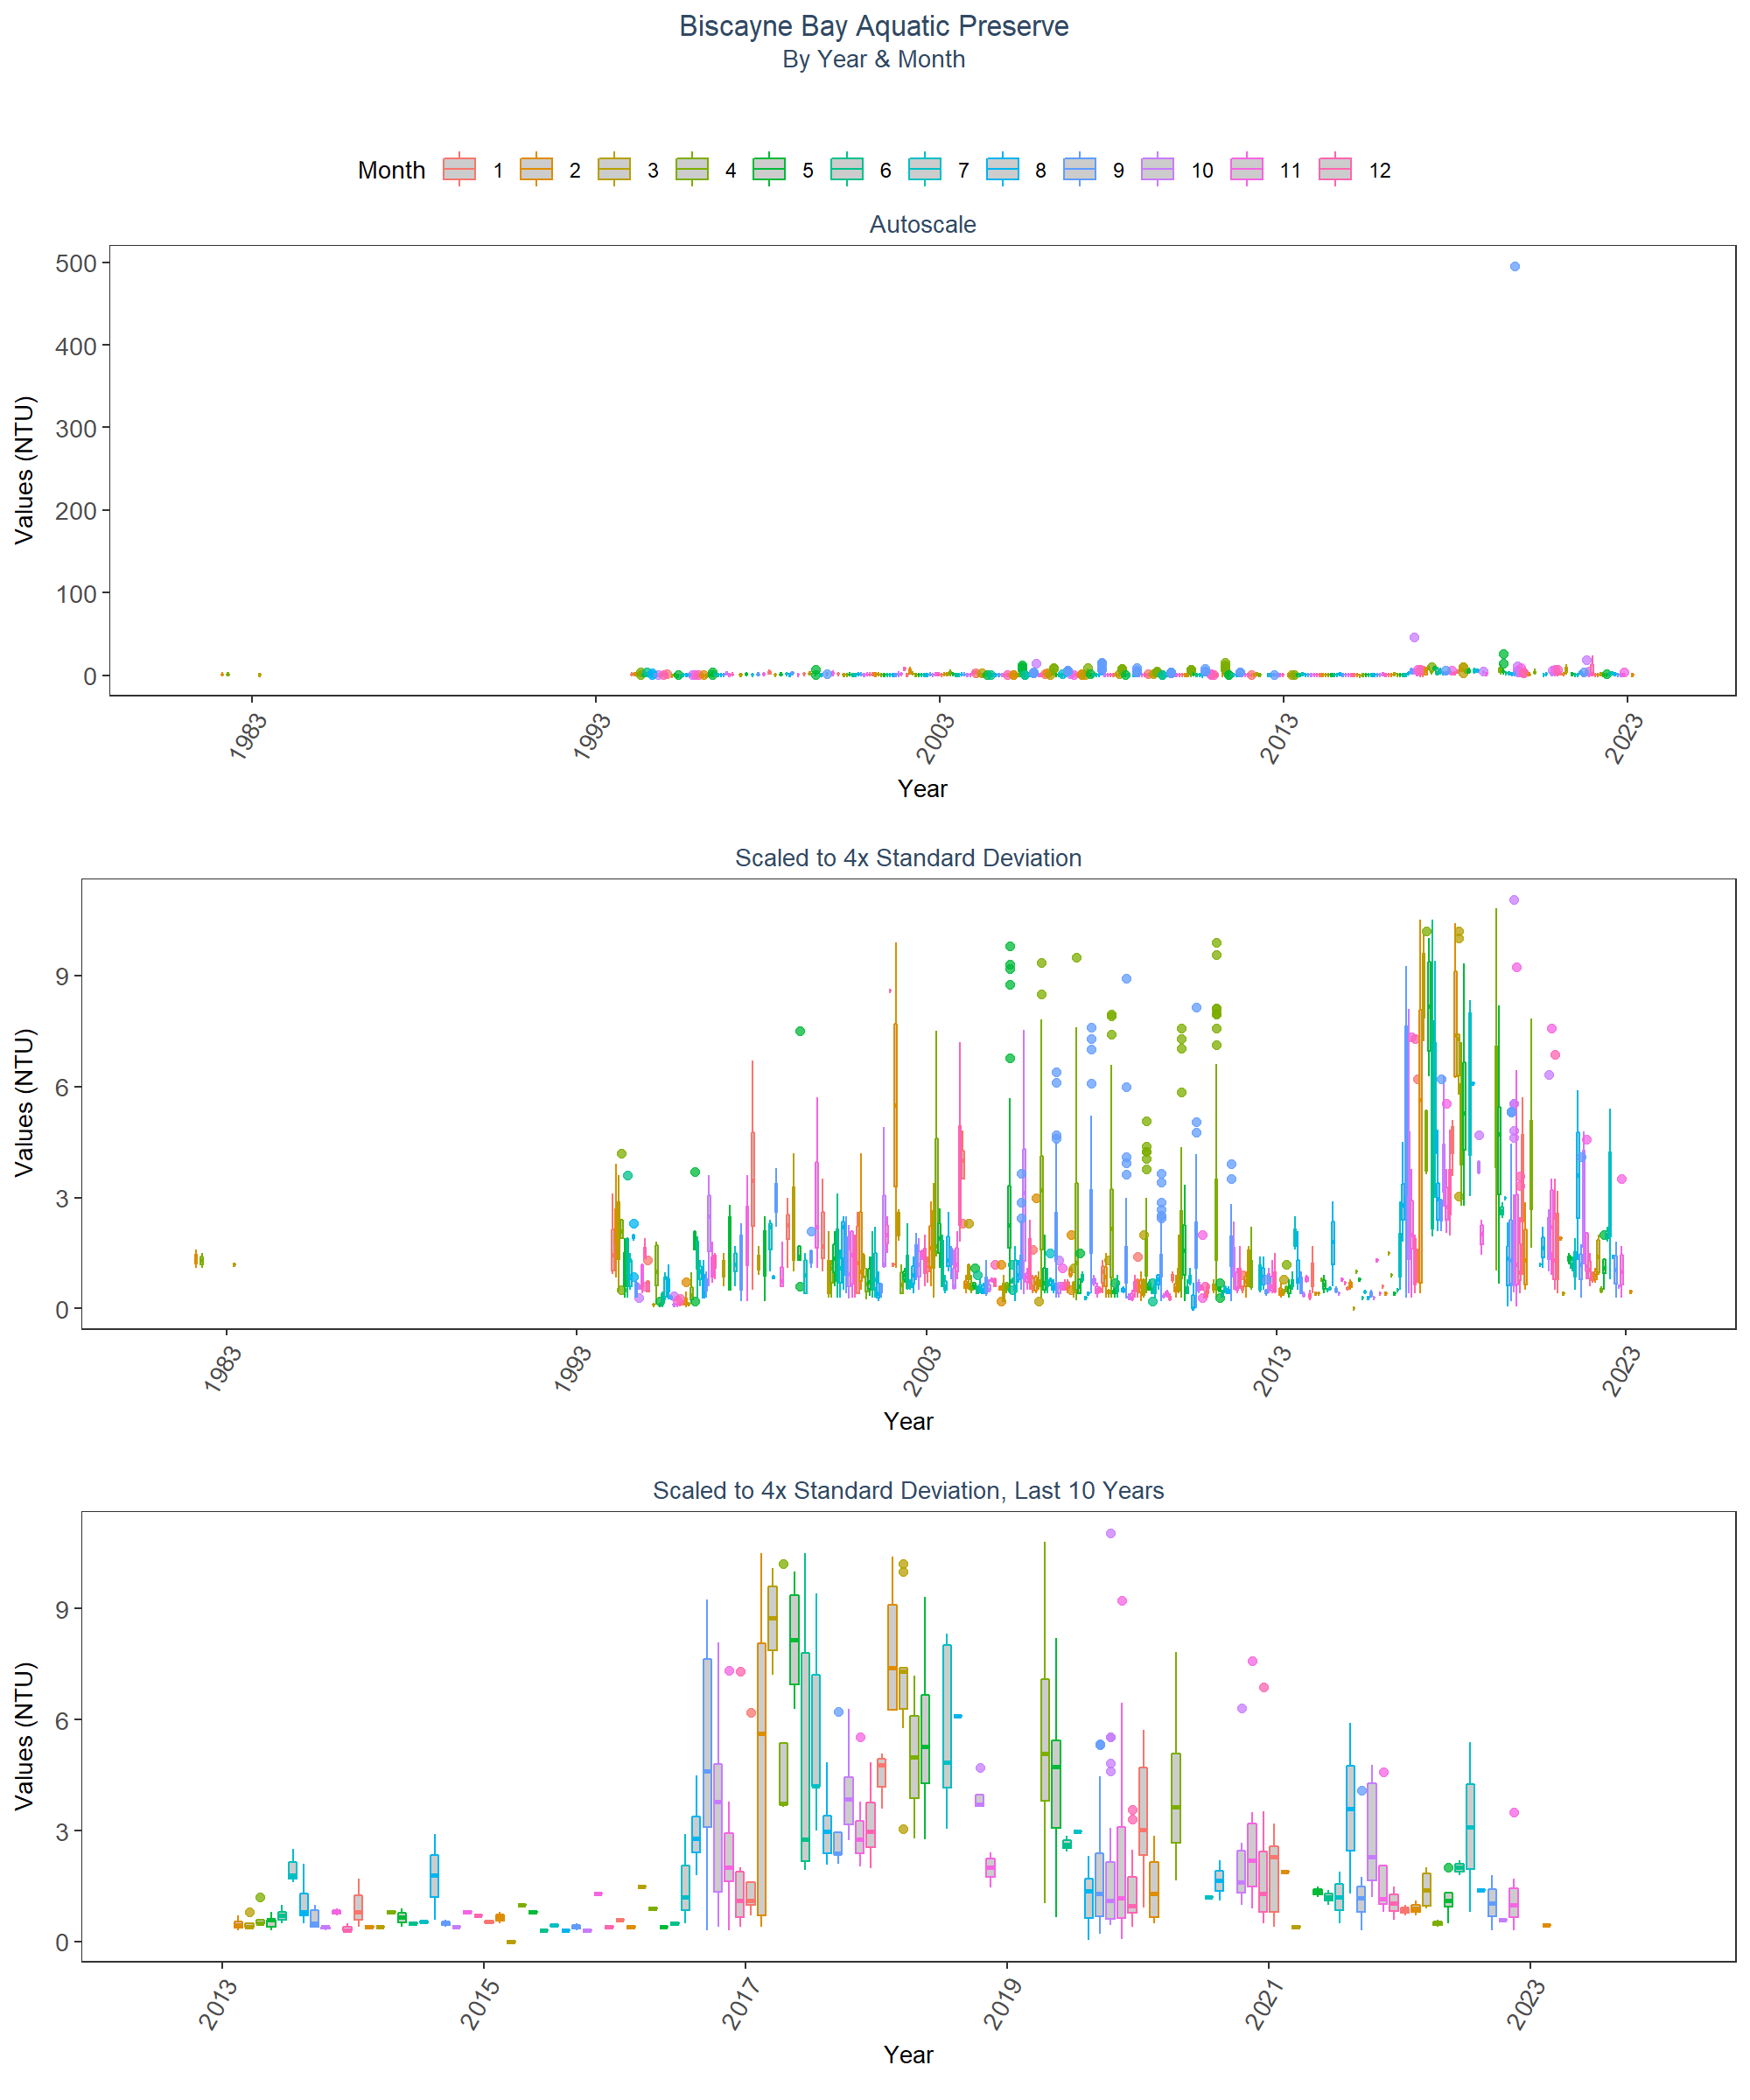 Biscayne Bay Aquatic Preserve
By Year & Month
Month 1 2 3 4 5 6 7 8 9 10 11 12
Autoscale
Values (NTU)
500
400
300
200
100
0
1983 1993 2003 2013 2023
Year
Scaled to 4x Standard Deviation
Values (NTU)
9
6
3
0
1983 1993 2003 2013 2023
Year
Scaled to 4x Standard Deviation, Last 10 Years
Values (NTU)
9
6
3
0
2013 2015 2017 2019 2021 2023
Year